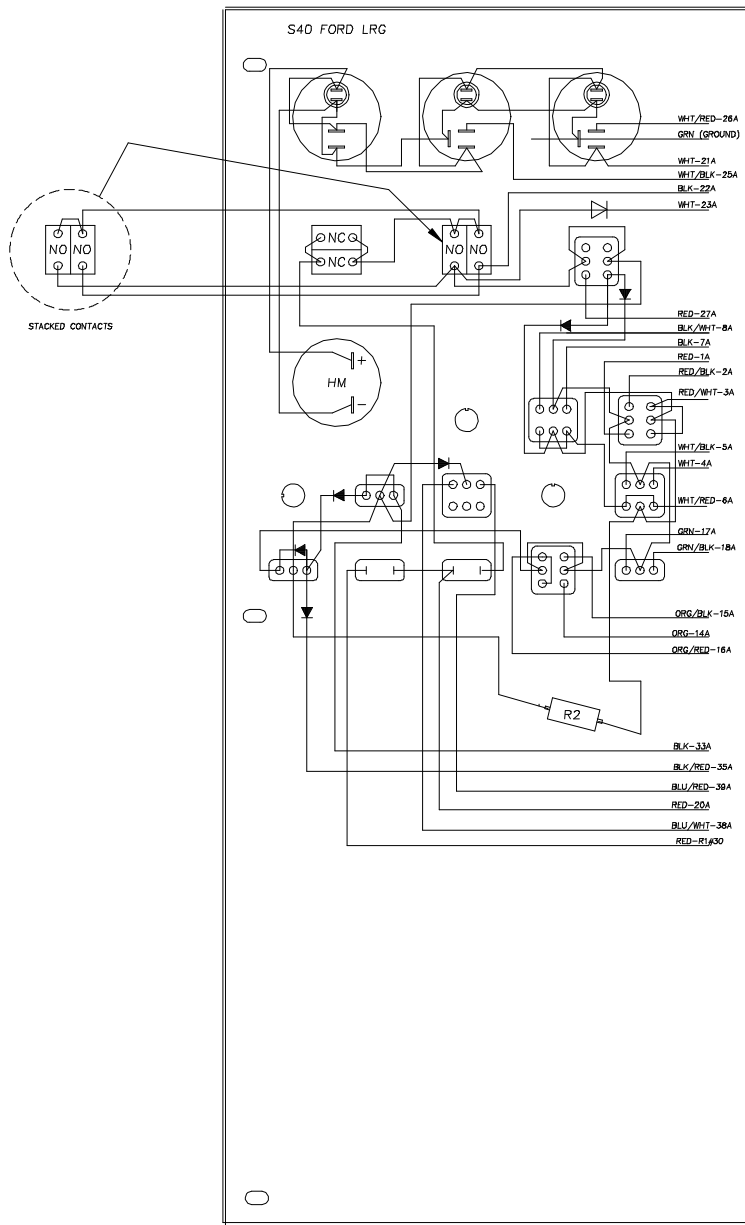 S40 FORD LRG
WHT/RED-26A
GRN (GROUND)
WHT-21A
WHT/BLK-25A
BLK-22A
WHT-23A
NO NO
NC
NC
NO NO
STACKED CONTACTS
RED-27A
BLK/WHT-8A
BLK-7A
RED-1A
RED/BLK-2A
RED/WHT-3A
+
HM
-
WHT/BLK-5A
WHT-4A
WHT/RED-6A
GRN-17A
GRN/BLK-18A
ORG/BLK-15A
ORG-14A
ORG/RED-16A
R2
BLK-33A
BLK/RED-35A
BLU/RED-39A
RED-20A
BLU/WHT-38A
RED-R1#30